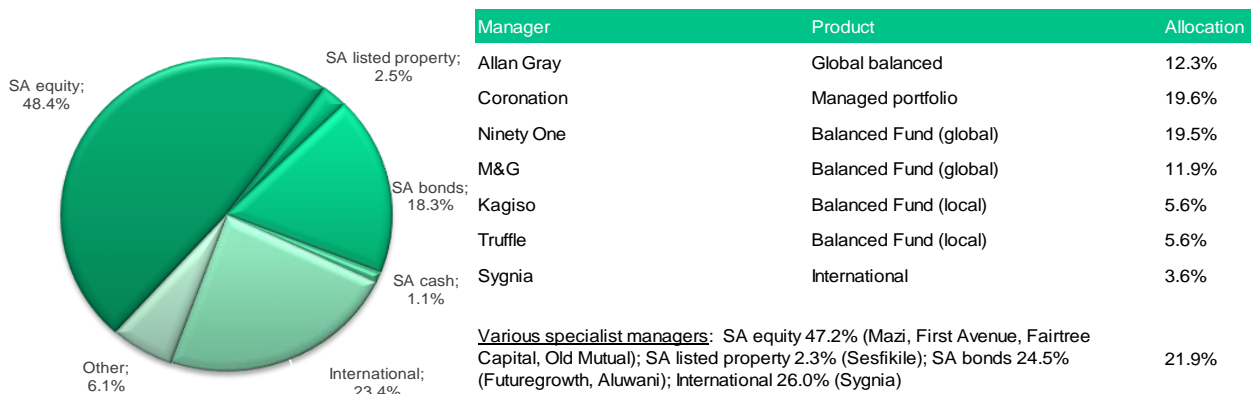 SA equity;
48.4%
SA listed property;
2.5%
SA bonds;
18.3%
SA cash;
1.1%
International;
23.4%
Other;
6.1%
Manager Product Allocation
Allan Gray Global balanced 12.3%
Coronation Managed portfolio 19.6%
Ninety One Balanced Fund (global) 19.5%
M&G Balanced Fund (global) 11.9%
Kagiso Balanced Fund (local) 5.6%
Truffle Balanced Fund (local) 5.6%
Sygnia International 3.6%
Various specialist managers: SA equity 47.2% (Mazi, First Avenue, Fairtree
Capital, Old Mutual); SA listed property 2.3% (Sesfikile); SA bonds 24.5%
(Futuregrowth, Aluwani); International 26.0% (Sygnia)
21.9%